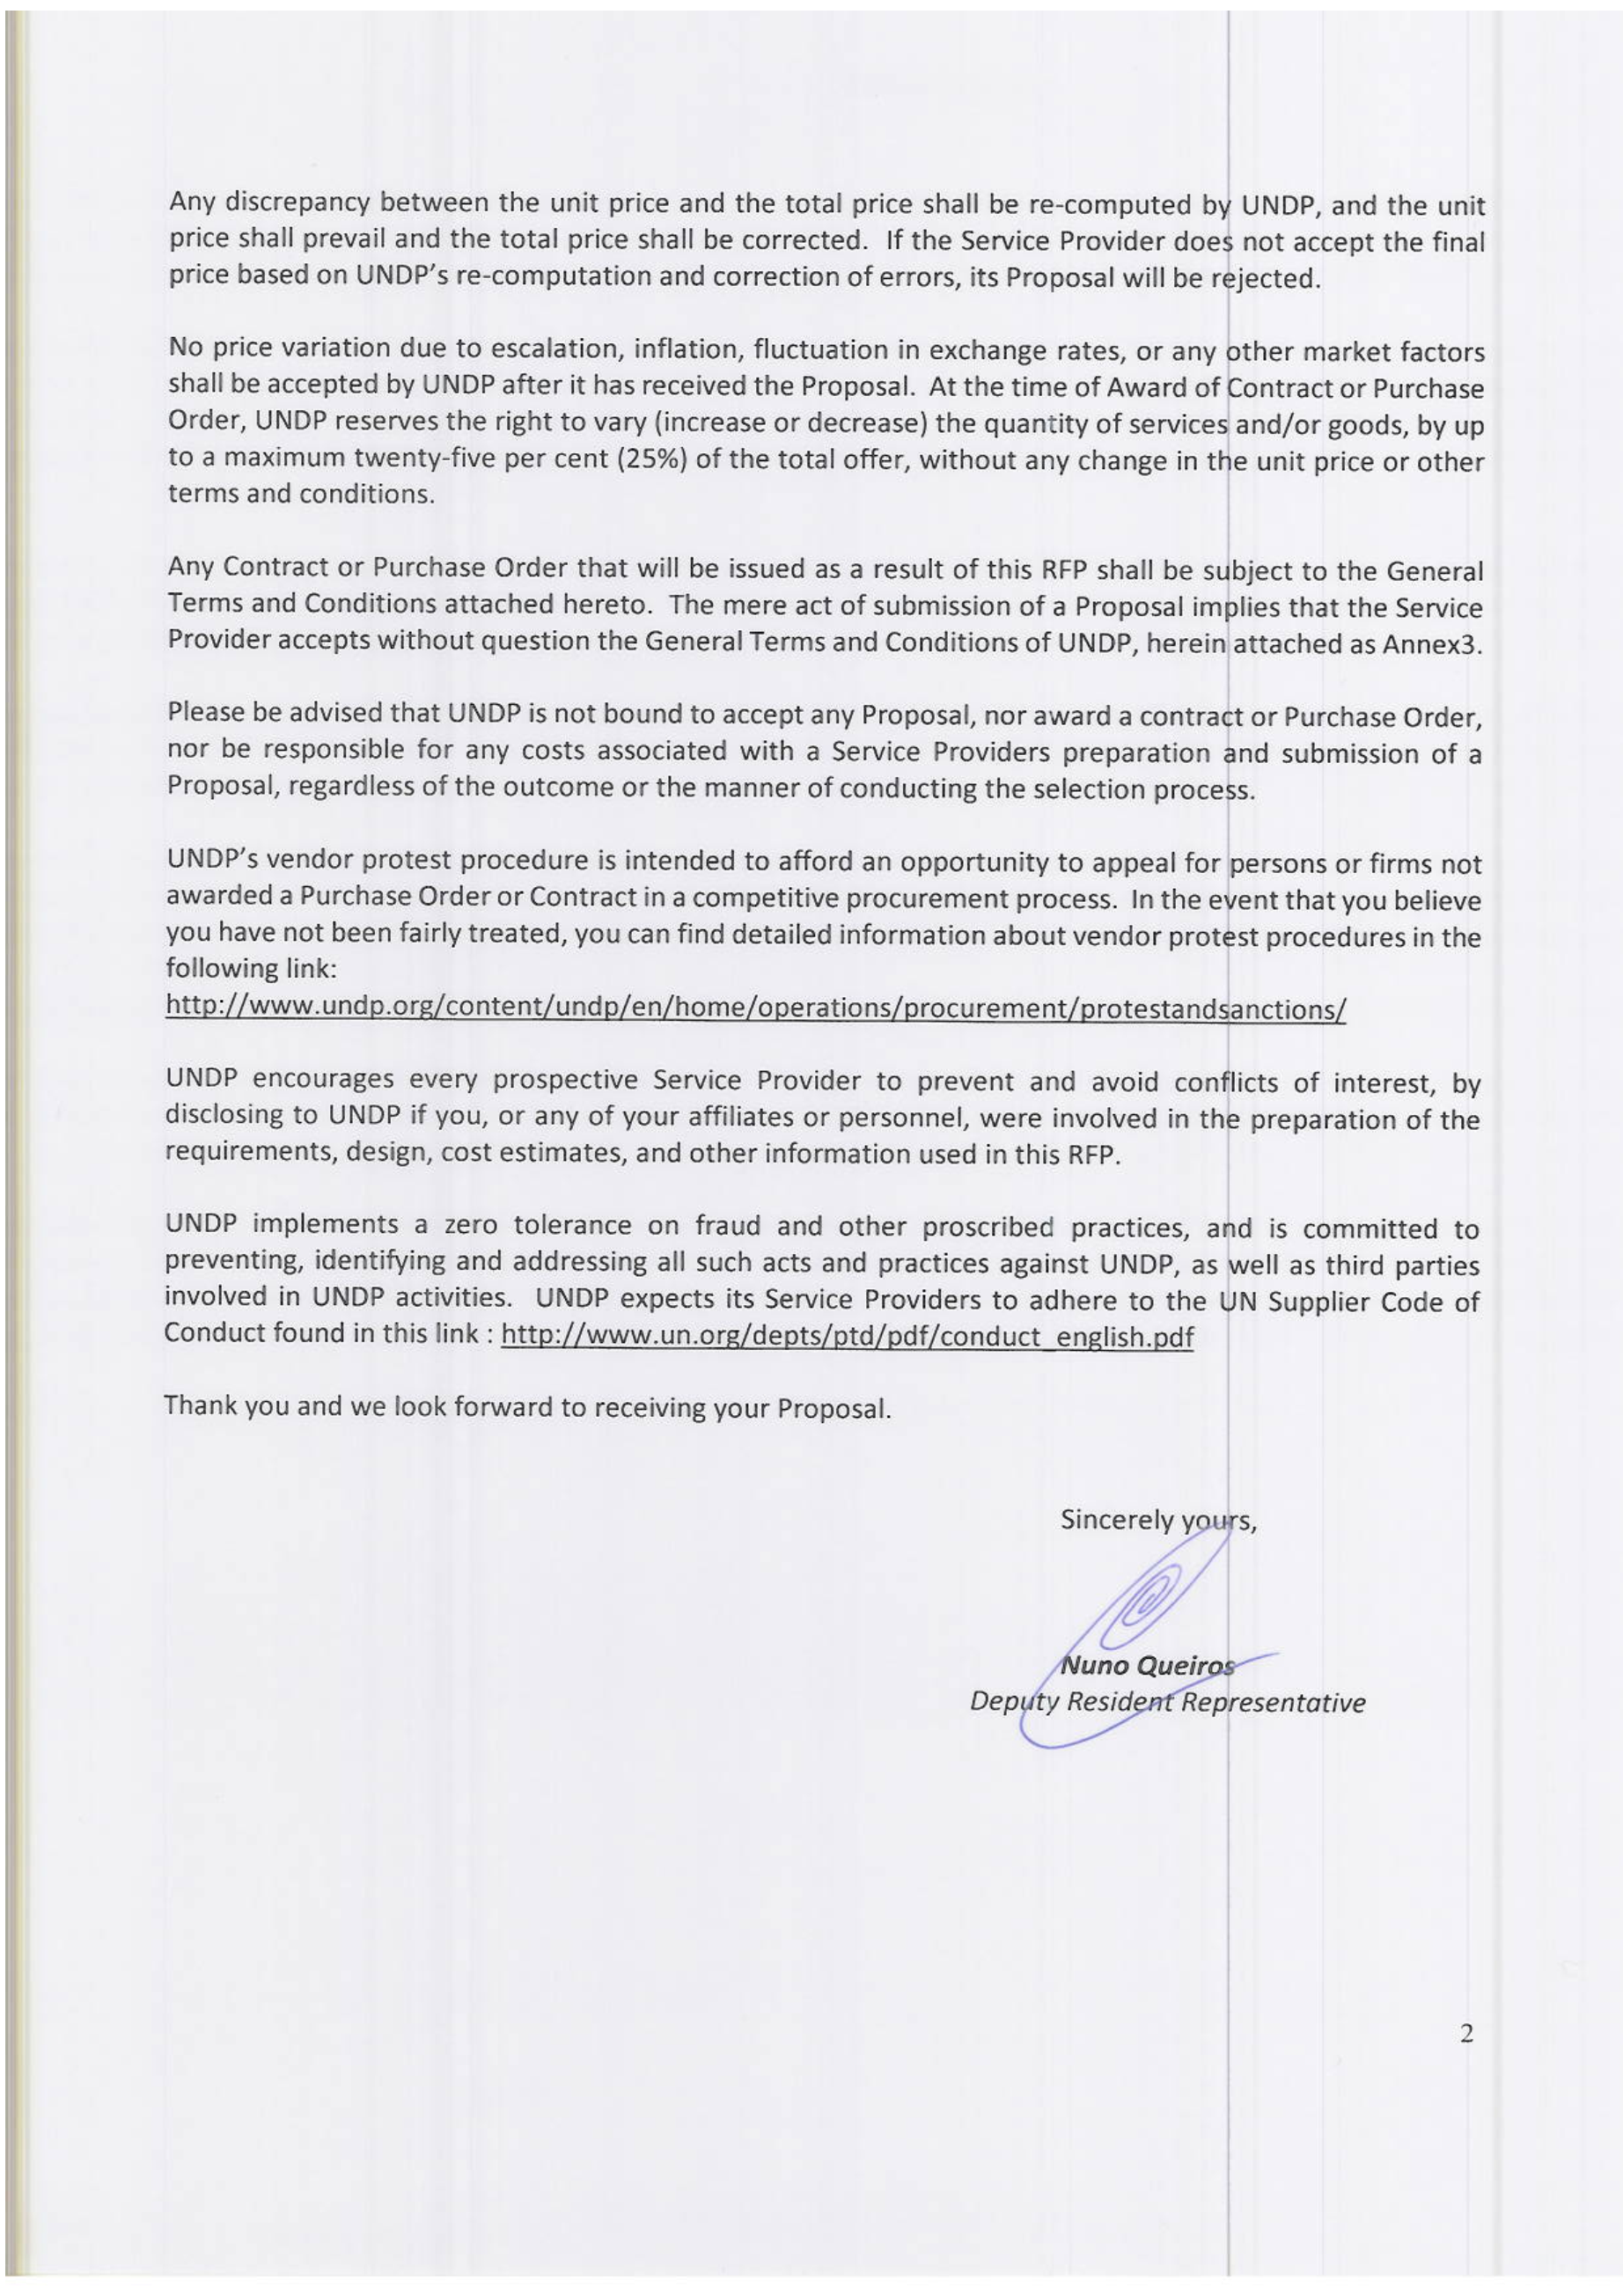 Any discrepancy between the unit price and the total price shall be re-computed by UNDP, and the unit
price shall prevail and the total price shall be corrected.  If the Service Provider does not accept the final
price based on UNDP's re-computation and correction of errors, its Proposal will be rejected.
No price variation due to escalation, inflation, fluctuation in exchange rates, or any other market factors
shall be accepted by UNDP after it has received the Proposal.  At the time of Award of Contract or Purchase
Order, UNDP reserves the right to vary (increase or decrease) the quantity of services and/or goods, by up
to a maximum twenty-five per cent (25%) of the total offer, without any change in the unit price or other
terms and conditions.
Any Contract or Purchase Order that will be issued as a result of this RFP shall be subject to the General
Terms and Conditions attached hereto.  The mere act of submission of a Proposal implies that the Service
Provider accepts without question the General Terms and Conditions of UNDP, herein attached as Annex3.
Please be advised that UNDP is not bound to accept any Proposal, nor award a contract or Purchase Order,
nor be responsible for any costs associated with a Service Providers preparation and submission of a
Proposal, regardless of the outcome or the manner of conducting the selection process.
UNDP's vendor protest procedure is intended to afford an opportunity to appeal for persons or firms not
awarded a Purchase Order or Contract in a competitive procurement process.  In the event that you believe
you have not been fairly treated, you can find detailed information about vendor protest procedures in the
following link:
http://www.undp.org/content/undp/en/home/operations/procurement/protestandsanctions/
UNDP encourages every prospective Service Provider to prevent and avoid conflicts of interest, by
disclosing to UNDP if you, or any of your affiliates or personnel, were involved in the preparation of the
requirements, design, cost estimates, and other information used in this RFP.
UNDP implements a zero tolerance on fraud and other proscribed practices, and is committed to
preventing, identifying and addressing all such acts and practices against UNDP, as well as third parties
involved in UNDP activities.  UNDP expects its Service Providers to adhere to the UN Supplier Code of
Conduct found in this link : http://www.un.org/depts/ptd/pdf/conduct_english.pdf
Thank you and we look forward to receiving your Proposal.
Sincerely yours,
Nuno Queiros
Deputy Resident Representative
2